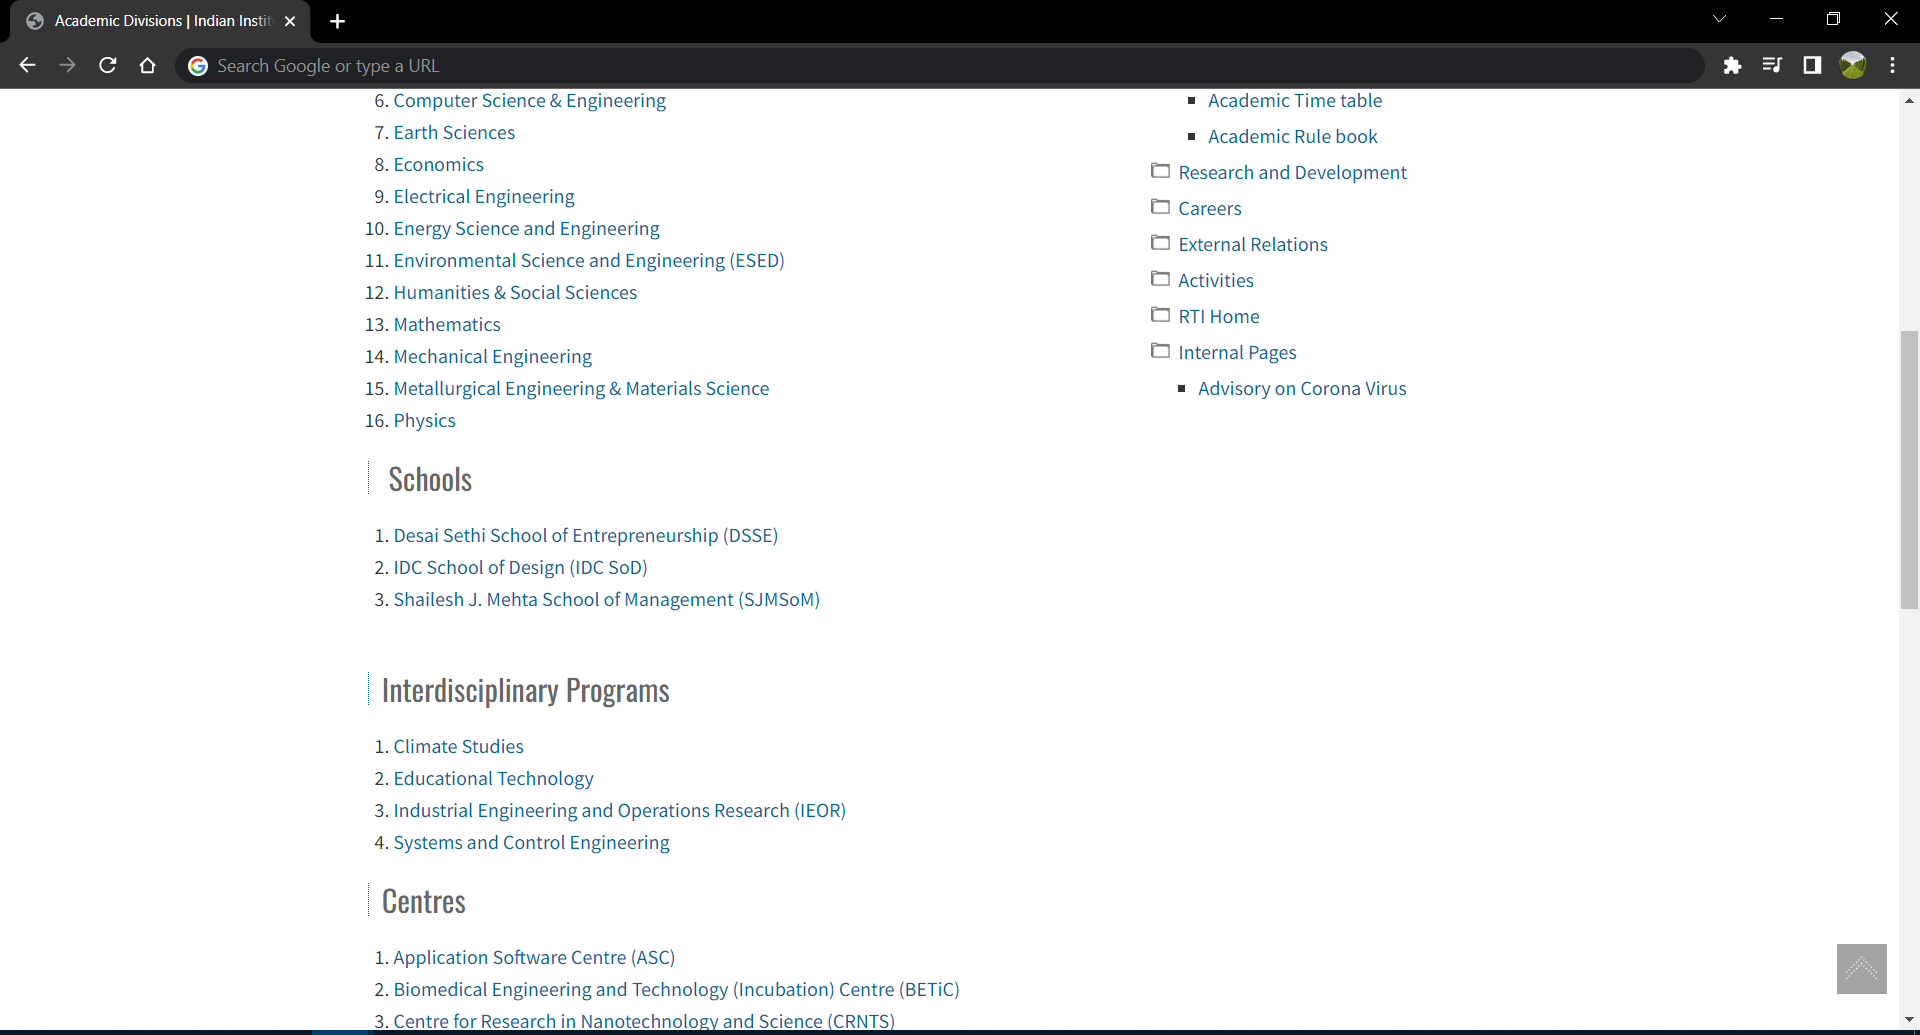 Academic Divisions | Indian Instit
Search Google or type a URL
6. Computer Science & Engineering
7. Earth Sciences
8. Economics
9. Electrical Engineering
10. Energy Science and Engineering
11. Environmental Science and Engineering (ESED)
12. Humanities & Social Sciences
13. Mathematics
14. Mechanical Engineering
15. Metallurgical Engineering & Materials Science
16. Physics
Schools
1. Desai Sethi School of Entrepreneurship (DSSE)
2. IDC School of Design (IDC SoD)
3. Shailesh J. Mehta School of Management (SJMSoM)
Interdisciplinary Programs
1. Climate Studies
2. Educational Technology
3. Industrial Engineering and Operations Research (IEOR)
4. Systems and Control Engineering
Centres
1. Application Software Centre (ASC)
2. Biomedical Engineering and Technology (Incubation) Centre (BETiC)
3. Centre for Research in Nanotechnology and Science (CRNTS)
Academic Time table
Academic Rule book
Research and Development
Careers
External Relations
Activities
RTI Home
Internal Pages
Advisory on Corona Virus